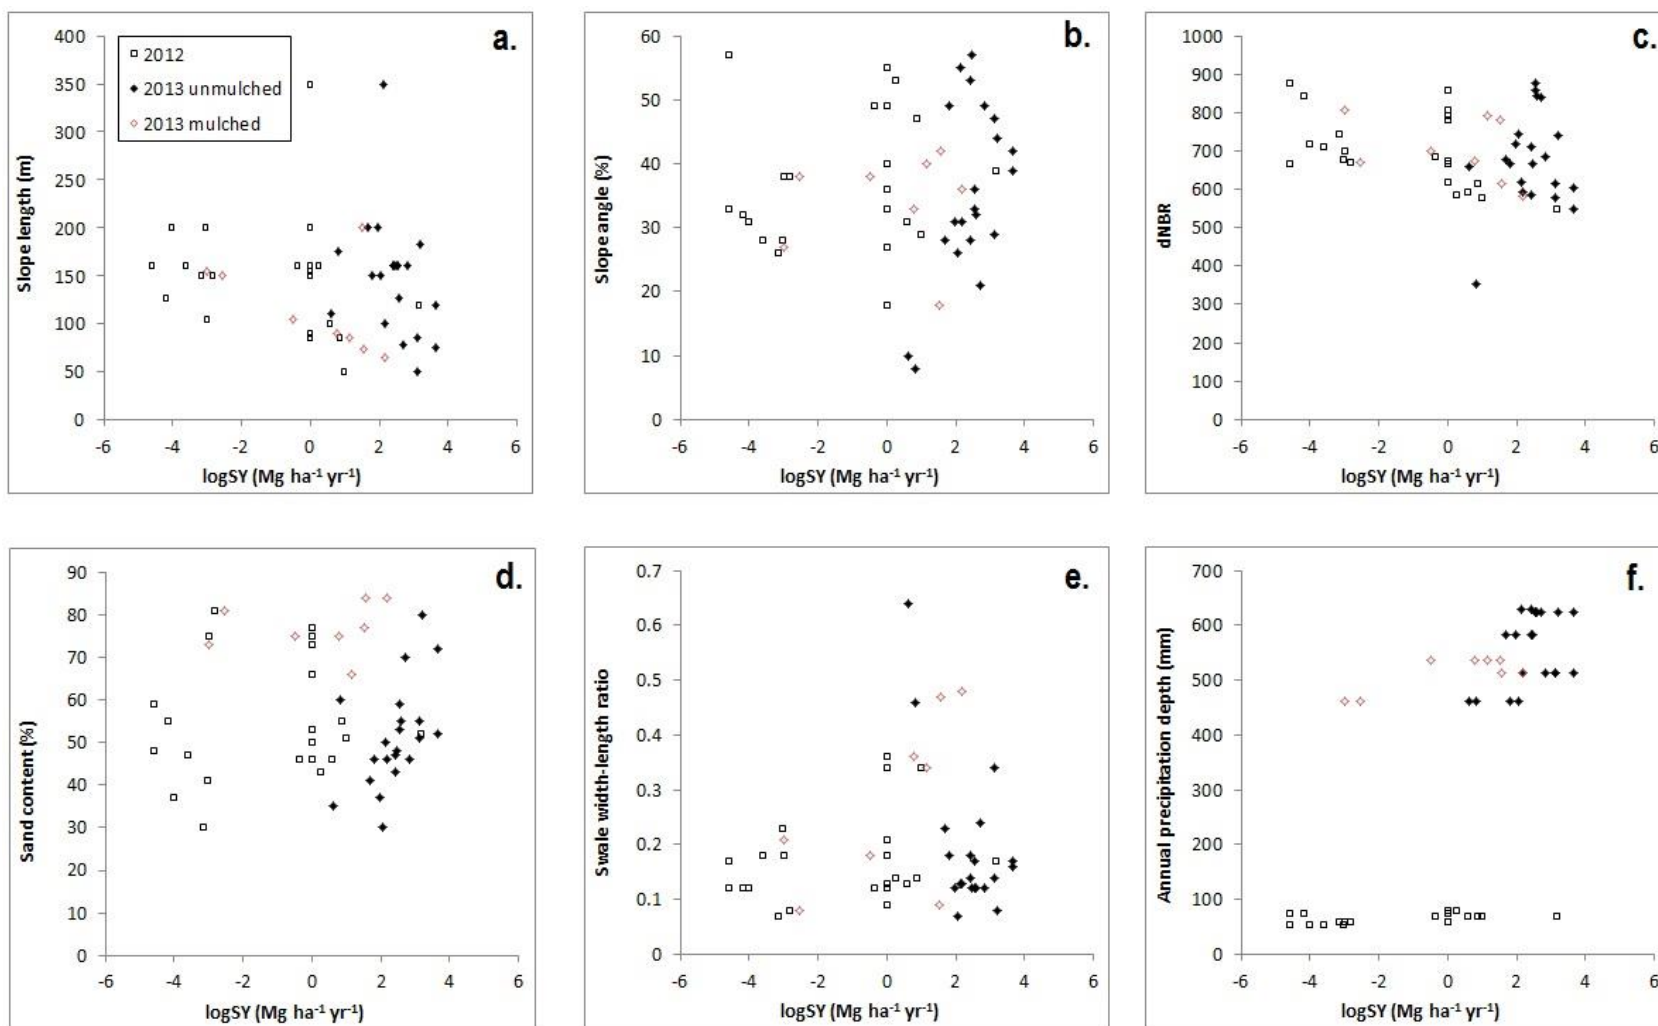 a.
400
350
300
250
200
150
100
50
0
Slope length (m)
2012
2013 unmulched
2013 mulched
-6 -4 -2 0 2 4 6
logSY (Mg ha⁻¹ yr⁻¹)
b.
60
50
40
30
20
10
0
Slope angle (%)
-6 -4 -2 0 2 4 6
logSY (Mg ha⁻¹ yr⁻¹)
c.
1000
900
800
700
600
500
400
300
200
100
0
dNBR
-6 -4 -2 0 2 4 6
logSY (Mg ha⁻¹ yr⁻¹)
d.
90
80
70
60
50
40
30
20
10
0
Sand content (%)
-6 -4 -2 0 2 4 6
logSY (Mg ha⁻¹ yr⁻¹)
e.
0.7
0.6
0.5
0.4
0.3
0.2
0.1
0
Swale width-length ratio
-6 -4 -2 0 2 4 6
logSY (Mg ha⁻¹ yr⁻¹)
f.
700
600
500
400
300
200
100
0
Annual precipitation depth (mm)
-6 -4 -2 0 2 4 6
logSY (Mg ha⁻¹ yr⁻¹)